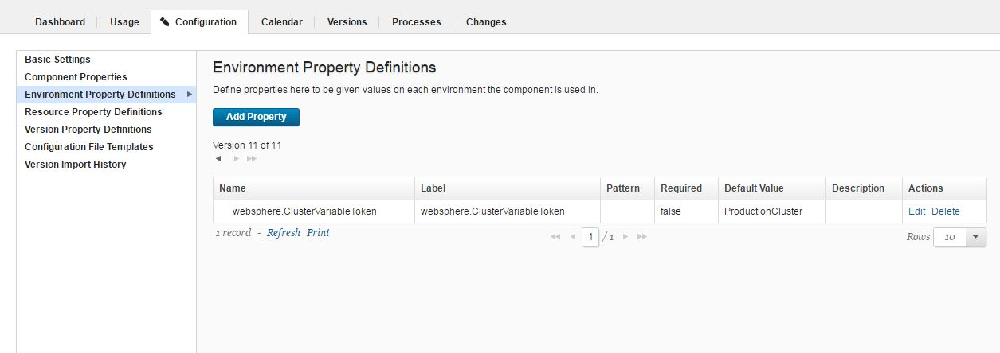 Dashboard Usage Configuration Calendar Versions Processes Changes
Basic Settings
Component Properties
Environment Property Definitions
Resource Property Definitions
Version Property Definitions
Configuration File Templates
Version Import History
Environment Property Definitions
Define properties here to be given values on each environment the component is used in.
Add Property
Version 11 of 11
Name Label Pattern Required Default Value Description Actions
websphere.ClusterVariableToken websphere.ClusterVariableToken false ProductionCluster Edit Delete
1 record - Refresh Print 1 / 1 Rows 10